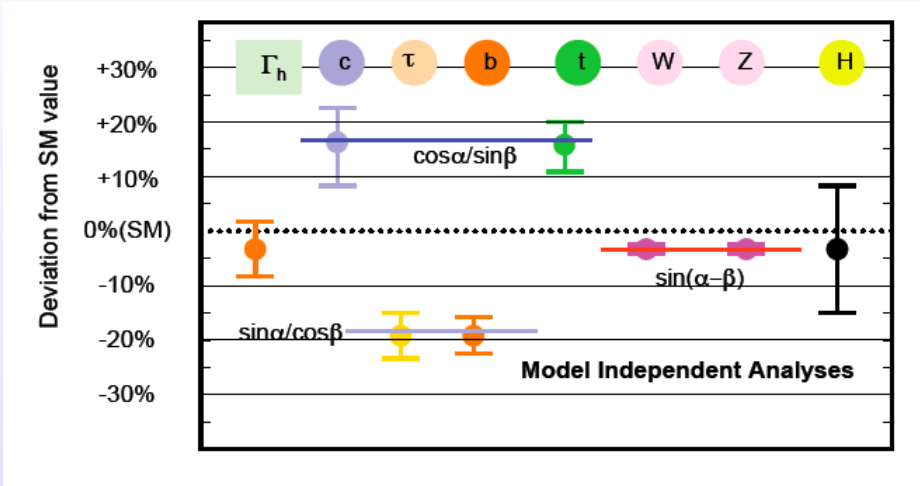 Deviation from SM value
+30%
+20%
+10%
0%(SM)
-10%
-20%
-30%
Γh c τ b t W Z H
cosα/sinβ
sin(α−β)
sinα/cosβ
Model Independent Analyses